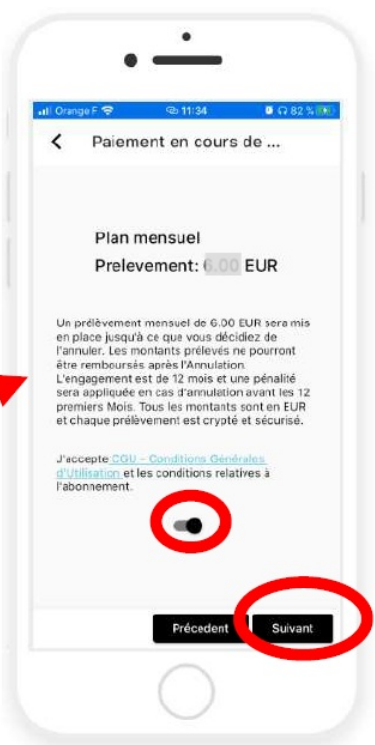 Orange F 11:34 82 %
Paiement en cours de ...
Plan mensuel
Prelevement: 6.00 EUR
Un prélèvement mensuel de 6.00 EUR sera mis
en place jusqu'à ce que vous décidiez de
l'annuler. Les montants prélevés ne pourront
être remboursés après l'Annulation.
L'engagement est de 12 mois et une pénalité
sera appliquée en cas d'annulation avant les 12
premiers Mois. Tous les montants sont en EUR
et chaque prélèvement est crypté et sécurisé.
J'accepte CGU - Conditions Générales
d'Utilisation et les conditions relatives à
l'abonnement.
Précedent Suivant